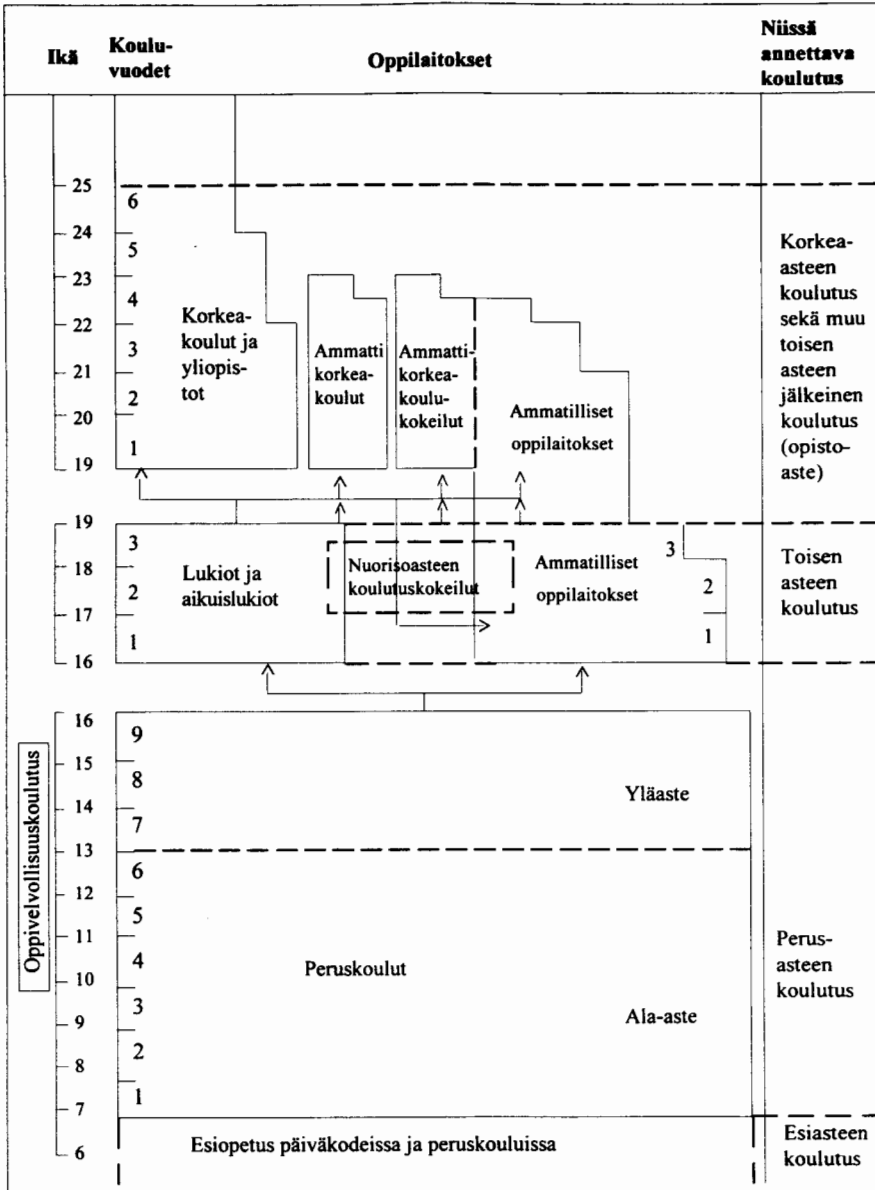 Ikä
Koulu-
vuodet
Oppilaitokset
Niissä
annettava
koulutus
25
24
23
22
21
20
19
6
5
4
3
2
1
Korkea-
koulut ja
yliopis-
tot
Ammatti
korkea-
koulut
Ammatti-
korkea-
koulu-
kokeilut
Ammatilliset
oppilaitokset
Korkea-
asteen
koulutus
sekä muu
toisen
asteen
jälkeinen
koulutus
(opisto-
aste)
19
18
17
16
3
2
1
Lukiot ja
aikuislukiot
Nuorisoasteen
koulutuskokeilut
Ammatilliset
oppilaitokset
3
2
1
Toisen
asteen
koulutus
Oppivelvollisuuskoulutus
16
15
14
13
12
11
10
9
8
7
6
9
8
7
6
5
4
3
2
1
Yläaste
Peruskoulut
Ala-aste
Perus-
asteen
koulutus
Esiopetus päiväkodeissa ja peruskouluissa
Esiasteen
koulutus